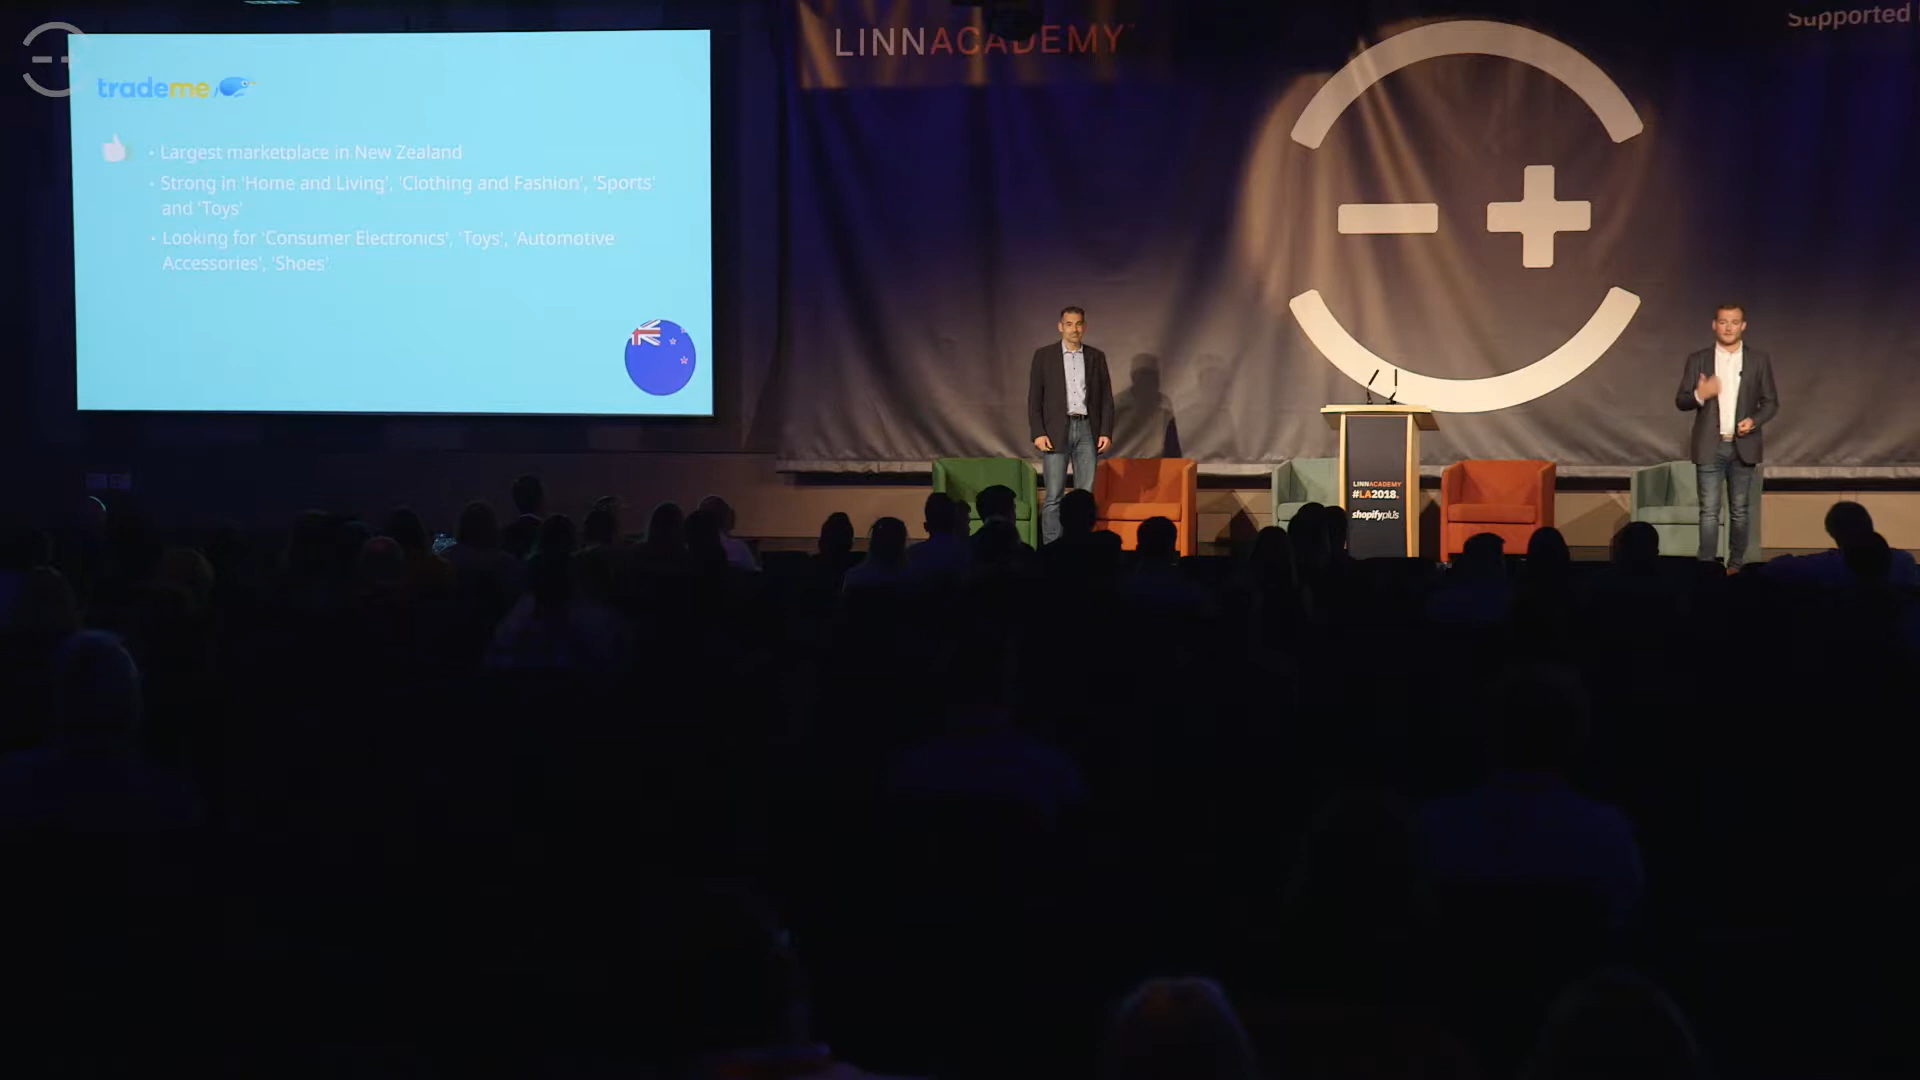 trademe
· Largest marketplace in New Zealand
· Strong in 'Home and Living', 'Clothing and Fashion', 'Sports'
and 'Toys'
· Looking for 'Consumer Electronics', 'Toys', 'Automotive
Accessories', 'Shoes'
LINNACADEMY
Supported
LINNACADEMY
#LA2018.
shopifyplus